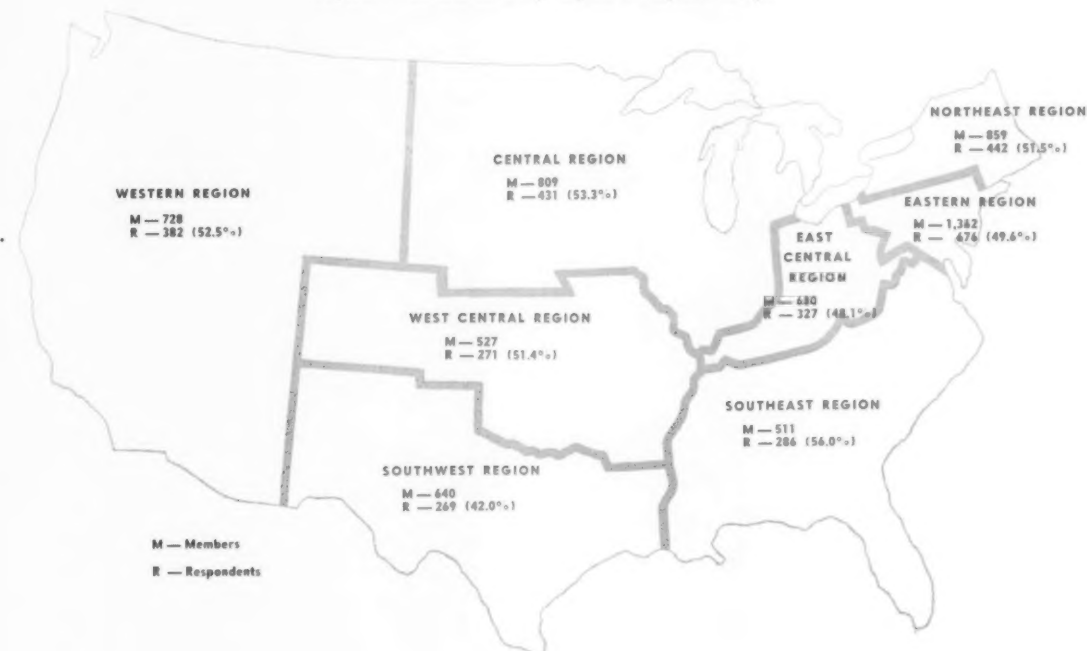 NORTHEAST REGION
M — 859
R — 442 (51.5%)
CENTRAL REGION
M — 809
R — 431 (53.3%)
WESTERN REGION
M — 728
R — 382 (52.5%)
EASTERN REGION
M — 1,362
R — 676 (49.6%)
EAST
CENTRAL
REGION
M — 680
R — 327 (48.1%)
WEST CENTRAL REGION
M — 527
R — 271 (51.4%)
SOUTHEAST REGION
M — 511
R — 286 (56.0%)
SOUTHWEST REGION
M — 640
R — 269 (42.0%)
M — Members
R — Respondents